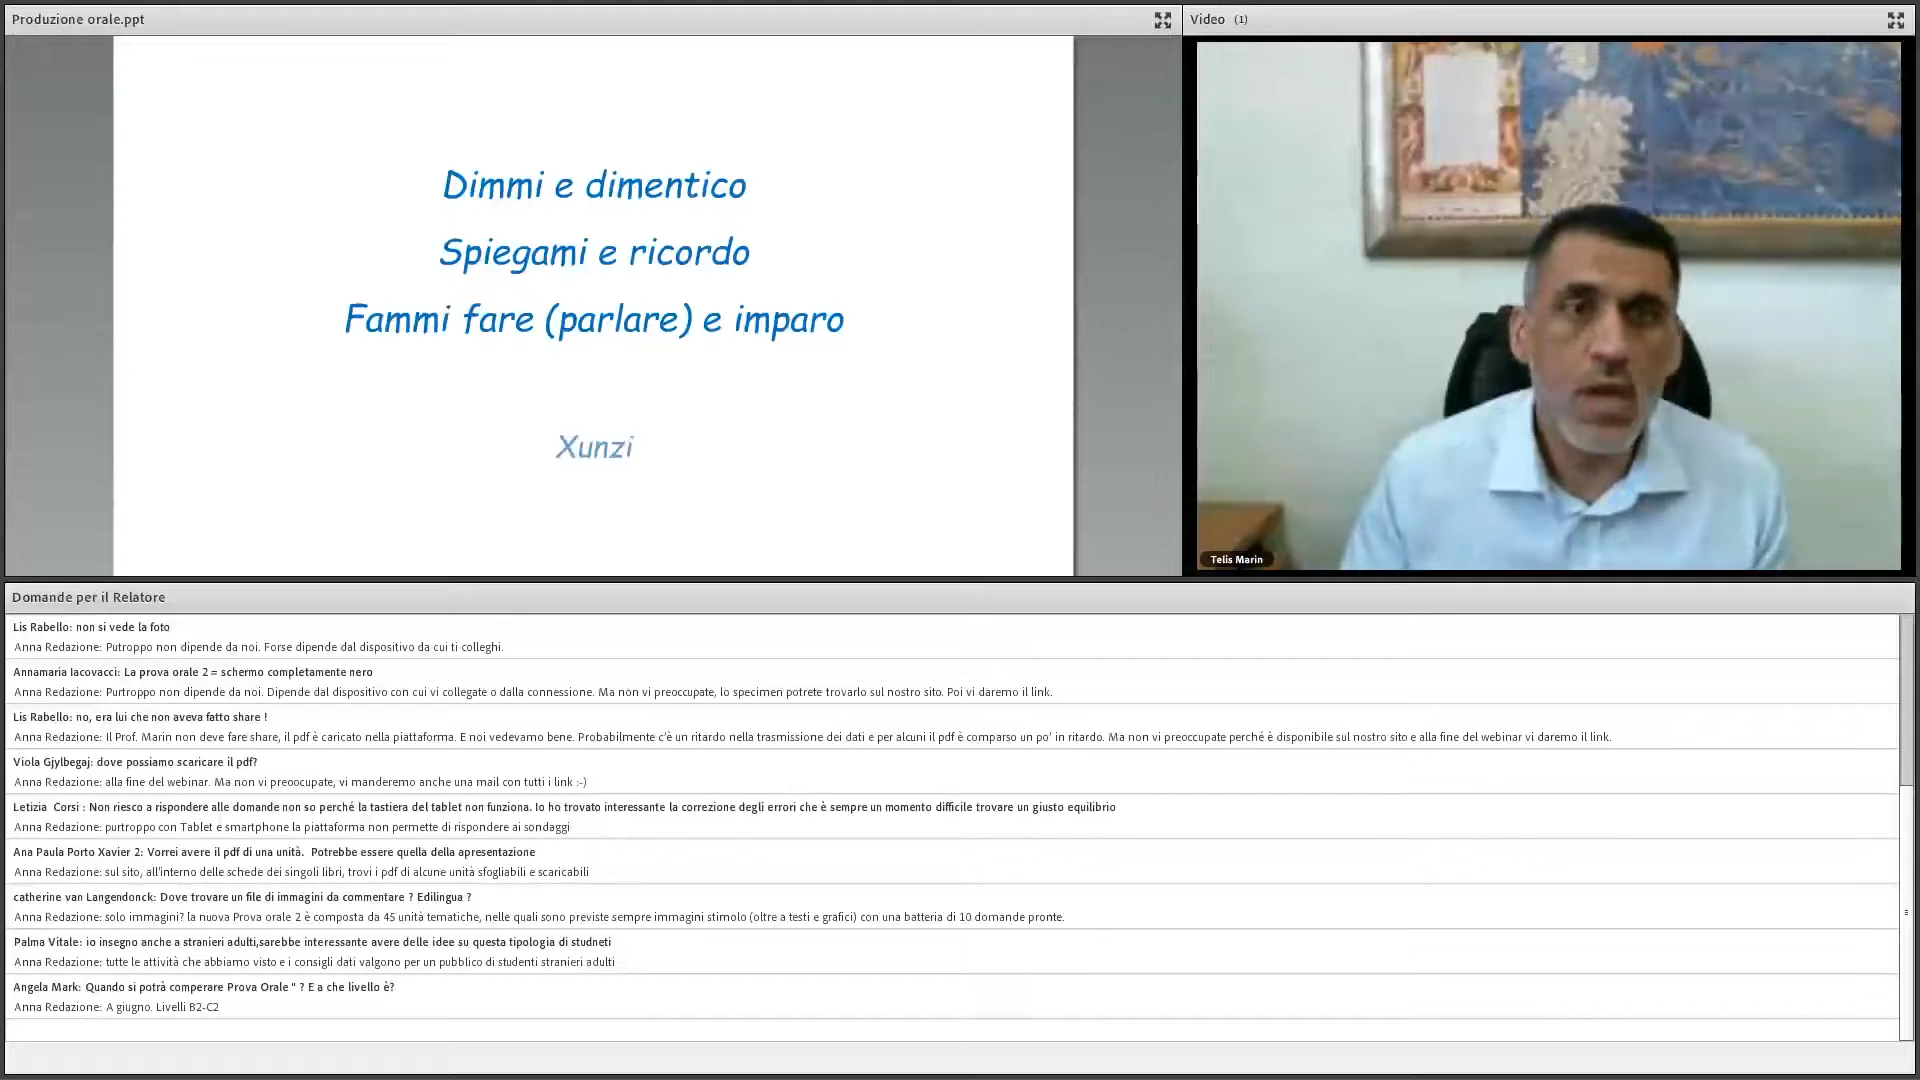 Produzione orale.ppt
Video (1)
Dimmi e dimentico
Spiegami e ricordo
Fammi fare (parlare) e imparo
Xunzi
Telis Marin
Domande per il Relatore
Lis Rabello: non si vede la foto
Anna Redazione: Putroppo non dipende da noi. Forse dipende dal dispositivo da cui ti colleghi.
Annamaria Iacovacci: La prova orale 2 = schermo completamente nero
Anna Redazione: Purtroppo non dipende da noi. Dipende dal dispositivo con cui vi collegate o dalla connessione. Ma non vi preoccupate, lo specimen potrete trovarlo sul nostro sito. Poi vi daremo il link.
Lis Rabello: no, era lui che non aveva fatto share !
Anna Redazione: Il Prof. Marin non deve fare share, il pdf è caricato nella piattaforma. E noi vedevamo bene. Probabilmente c'è un ritardo nella trasmissione dei dati e per alcuni il pdf è comparso un po' in ritardo. Ma non vi preoccupate perché è disponibile sul nostro sito e alla fine del webinar vi daremo il link.
Viola Gjylbegaj: dove possiamo scaricare il pdf?
Anna Redazione: alla fine del webinar. Ma non vi preoccupate, vi manderemo anche una mail con tutti i link :-)
Letizia  Corsi : Non riesco a rispondere alle domande non so perché la tastiera del tablet non funziona. Io ho trovato interessante la correzione degli errori che è sempre un momento difficile trovare un giusto equilibrio
Anna Redazione: purtroppo con Tablet e smartphone la piattaforma non permette di rispondere ai sondaggi
Ana Paula Porto Xavier 2: Vorrei avere il pdf di una unità.  Potrebbe essere quella della apresentazione
Anna Redazione: sul sito, all'interno delle schede dei singoli libri, trovi i pdf di alcune unità sfogliabili e scaricabili
catherine van Langendonck: Dove trovare un file di immagini da commentare ? Edilingua ?
Anna Redazione: solo immagini? la nuova Prova orale 2 è composta da 45 unità tematiche, nelle quali sono previste sempre immagini stimolo (oltre a testi e grafici) con una batteria di 10 domande pronte.
Palma Vitale: io insegno anche a stranieri adulti,sarebbe interessante avere delle idee su questa tipologia di studneti
Anna Redazione: tutte le attività che abbiamo visto e i consigli dati valgono per un pubblico di studenti stranieri adulti
Angela Mark: Quando si potrà comperare Prova Orale " ? E a che livello è?
Anna Redazione: A giugno. Livelli B2-C2